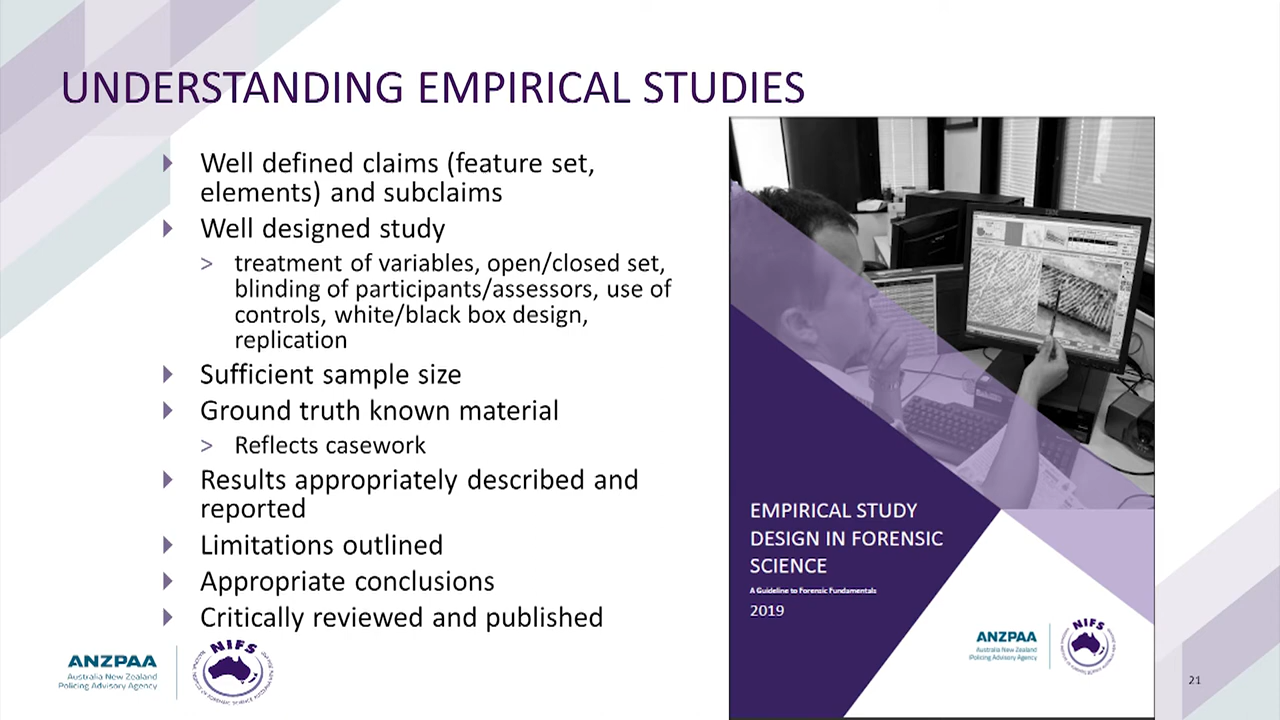 UNDERSTANDING EMPIRICAL STUDIES
Well defined claims (feature set,
elements) and subclaims
Well designed study
> treatment of variables, open/closed set,
blinding of participants/assessors, use of
controls, white/black box design,
replication
Sufficient sample size
Ground truth known material
> Reflects casework
Results appropriately described and
reported
Limitations outlined
Appropriate conclusions
Critically reviewed and published
EMPIRICAL STUDY
DESIGN IN FORENSIC
SCIENCE
A Guideline to Forensic Fundamentals
2019
ANZPAA
Australia New Zealand
Policing Advisory Agency
NIFS
ANZPAA
Australia New Zealand
Policing Advisory Agency
NIFS
21